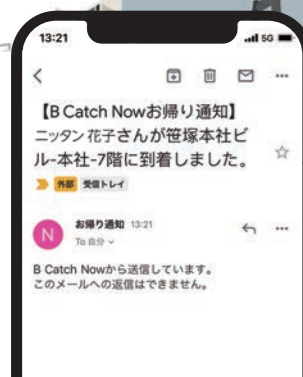 13:21
5G
【B Catch Nowお帰り通知】
ニッタン 花子さんが笹塚本社ビ
ル-本社-7階に到着しました。
外部 受信トレイ
N
お帰り通知 13:21
To 自分
B Catch Nowから送信しています。
このメールへの返信はできません。